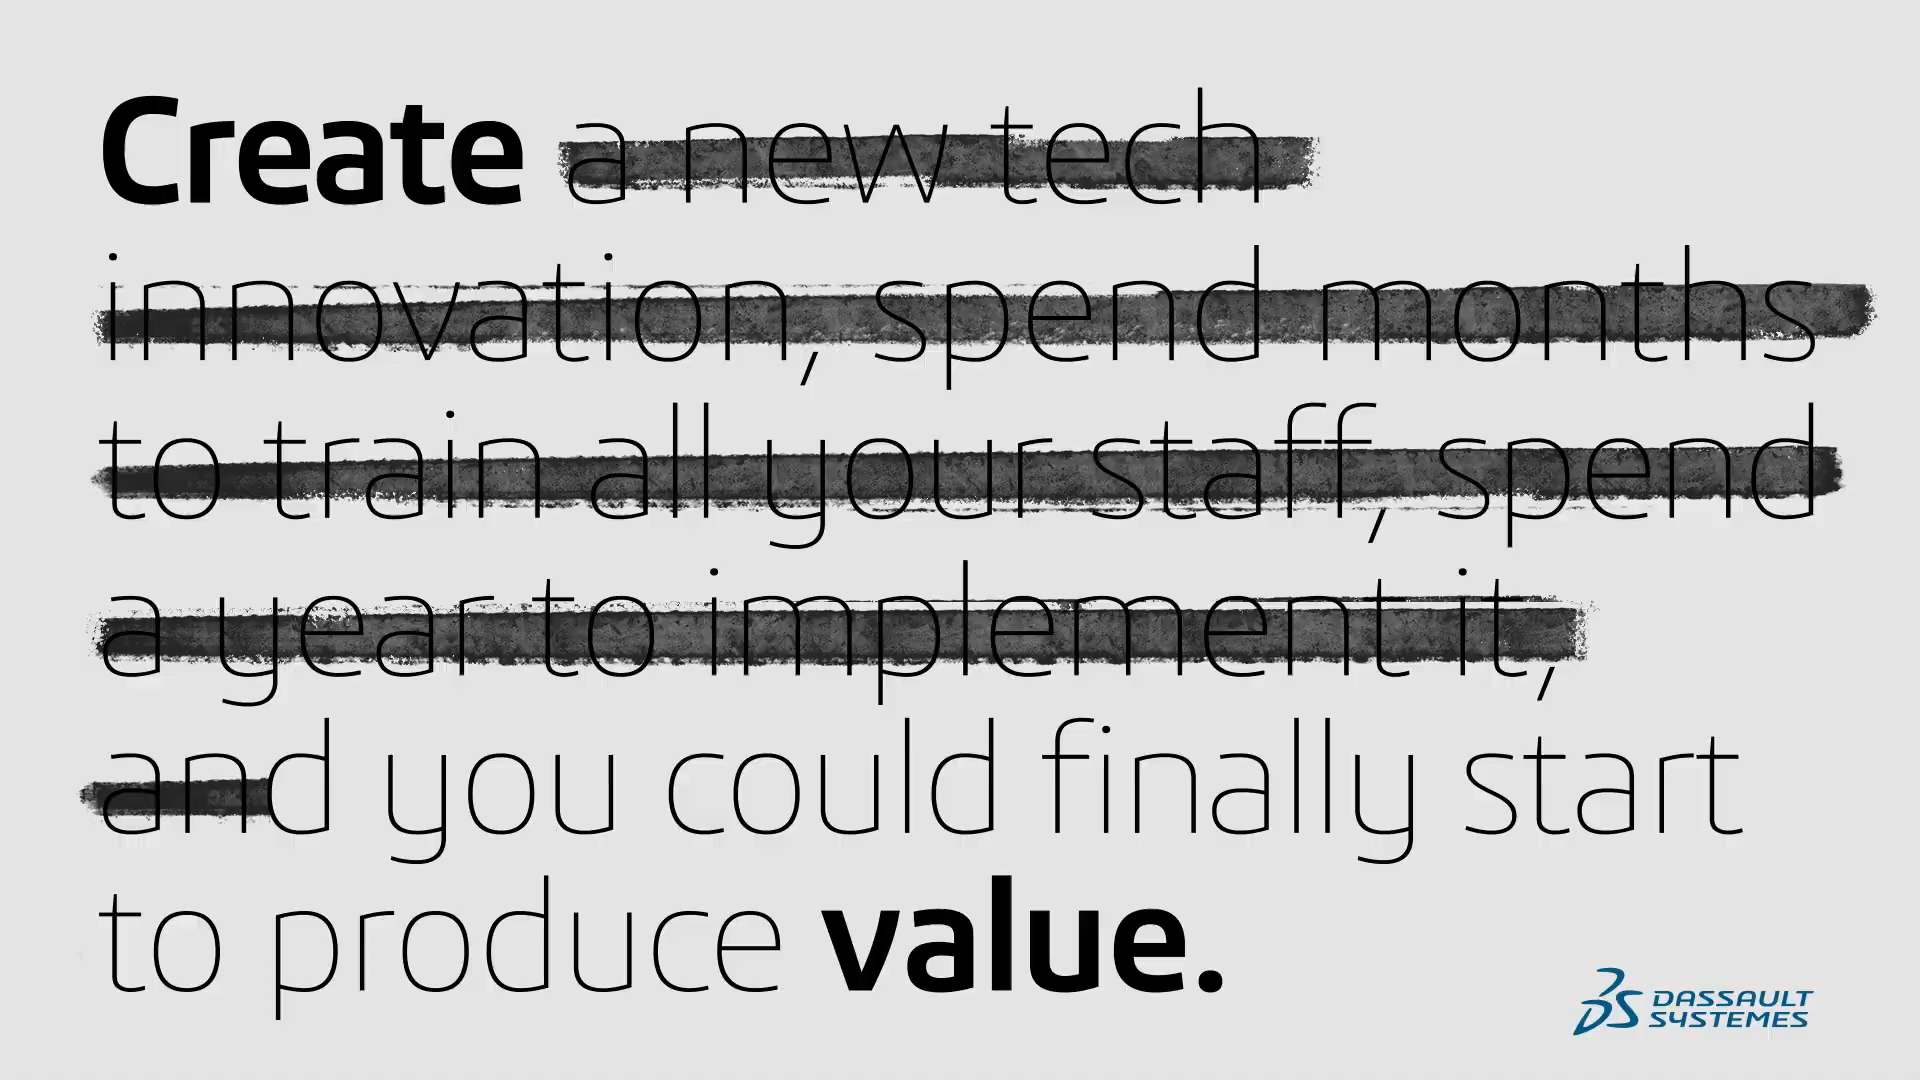 Create a new tech
innovation, spend months
to train all your staff, spend
a year to implement it,
and you could finally start
to produce value.
DASSAULT
SYSTEMES